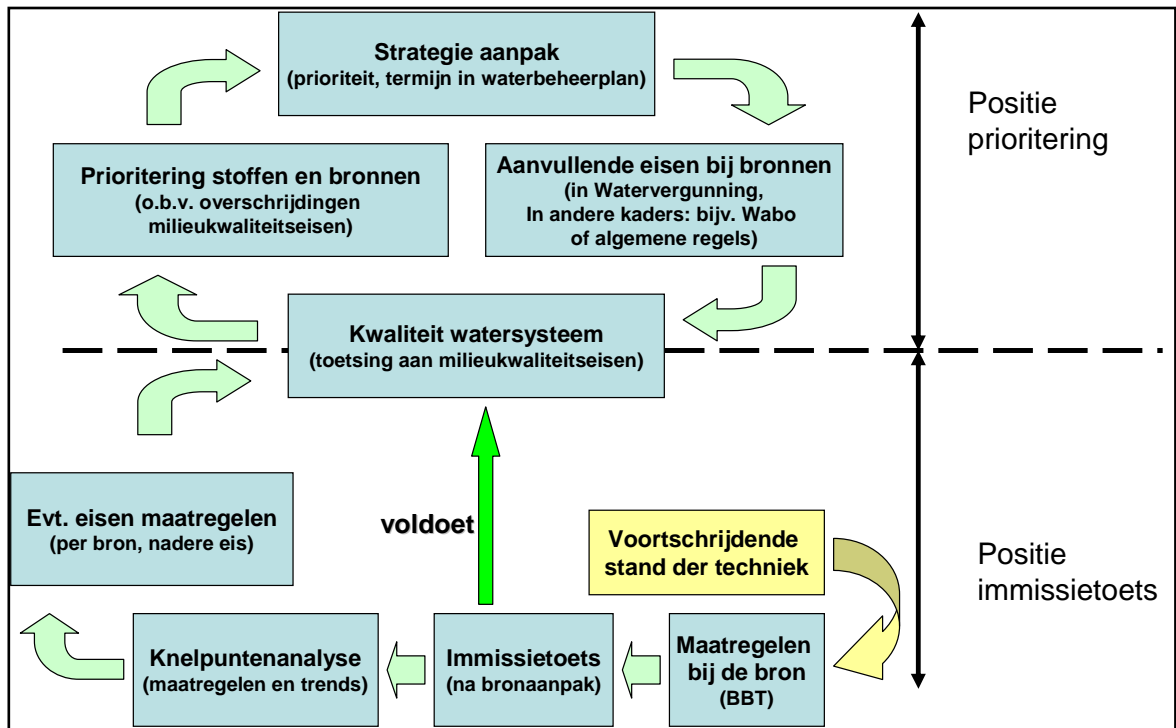 Strategie aanpak
(prioriteit, termijn in waterbeheerplan)
Positie
prioritering
Prioritering stoffen en bronnen
(o.b.v. overschrijdingen
milieukwaliteitseisen)
Aanvullende eisen bij bronnen
(in Watervergunning,
In andere kaders: bijv. Wabo
of algemene regels)
Kwaliteit watersysteem
(toetsing aan milieukwaliteitseisen)
Evt. eisen maatregelen
(per bron, nadere eis)
voldoet
Voortschrijdende
stand der techniek
Positie
immissietoets
Knelpuntenanalyse
(maatregelen en trends)
Immissietoets
(na bronaanpak)
Maatregelen
bij de bron
(BBT)